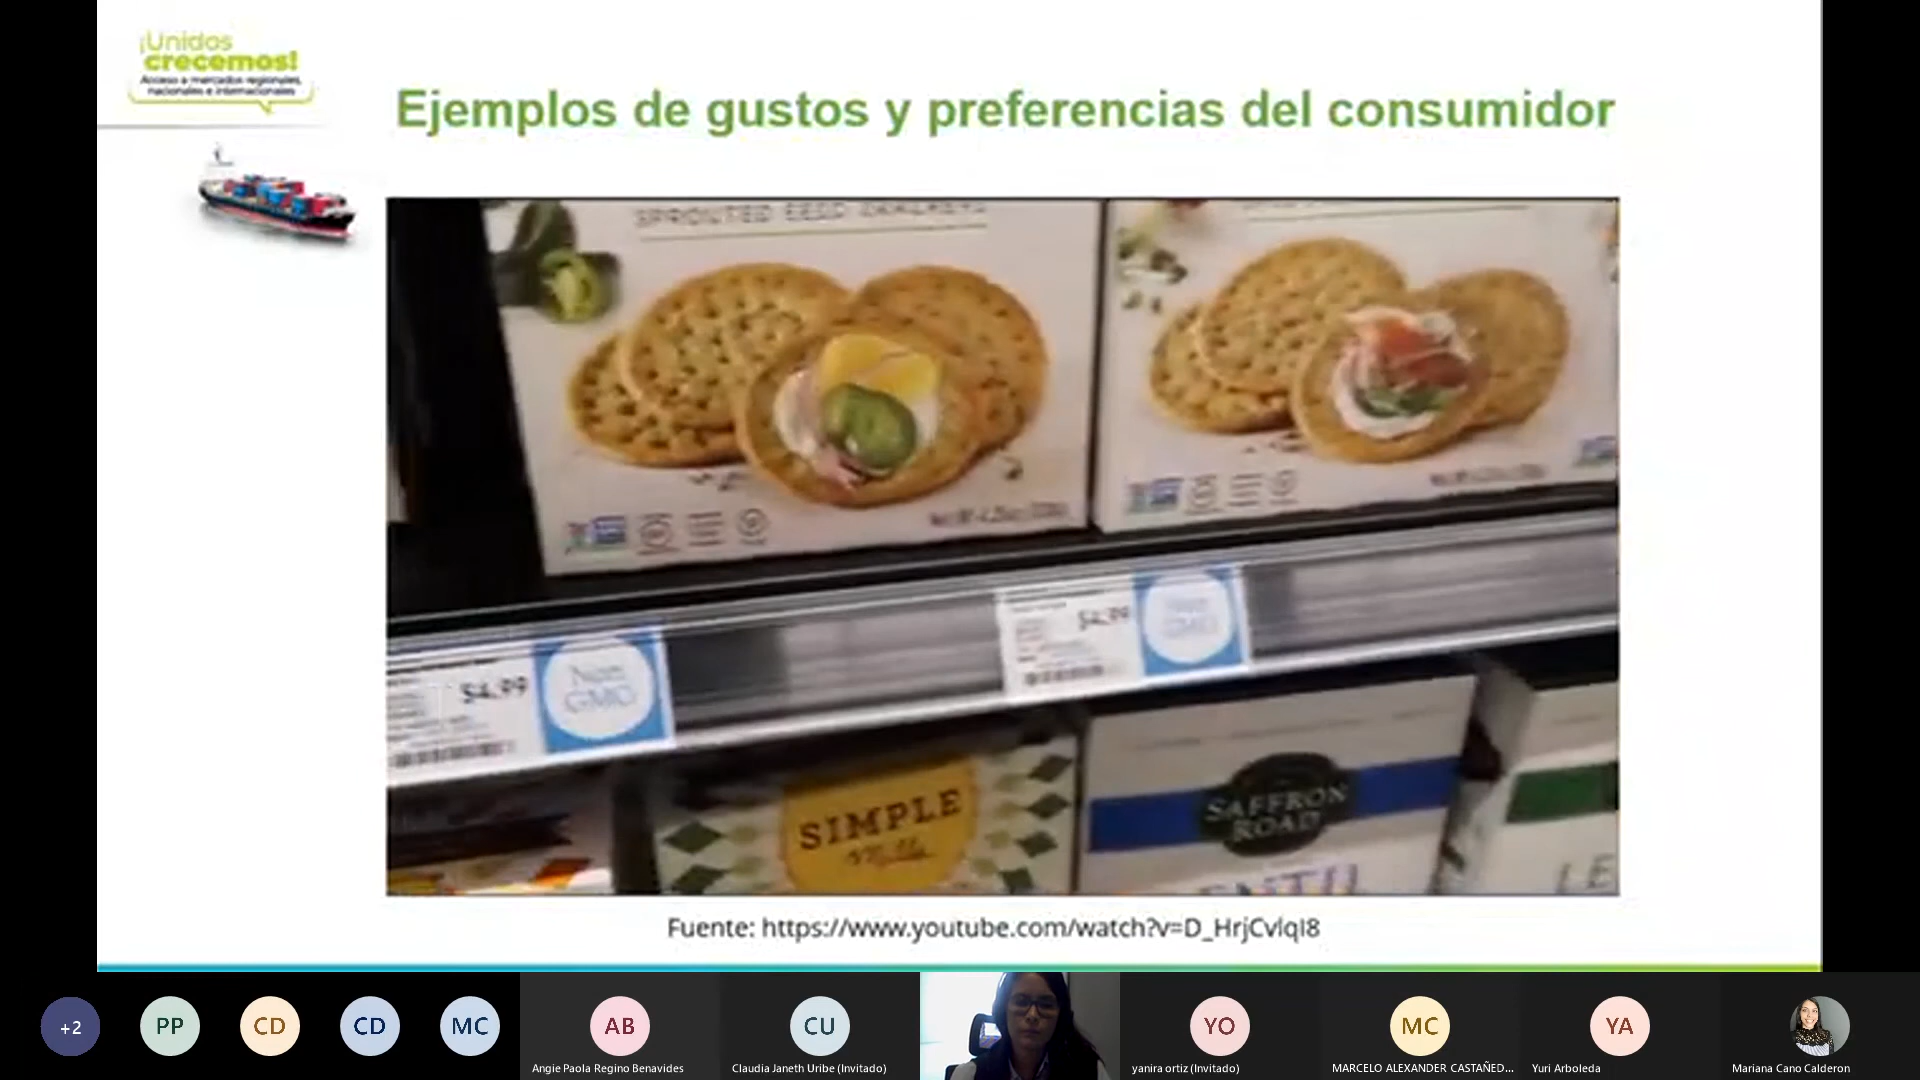 ¡Unidos
crecemos!
Acceso a mercados regionales,
nacionales e internacionales
Ejemplos de gustos y preferencias del consumidor
SPROUTED SEED CRACKERS
$4.99
Non
GMO
$4.99
GMO
SIMPLE
Mills
SAFFRON
ROAD
LE
Fuente: https://www.youtube.com/watch?v=D_HrjCvlqI8
+2
PP
CD
CD
MC
AB
CU
YO
MC
YA
Angie Paola Regino Benavides
Claudia Janeth Uribe (Invitado)
yanira ortiz (Invitado)
MARCELO ALEXANDER CASTAÑED...
Yuri Arboleda
Mariana Cano Calderon